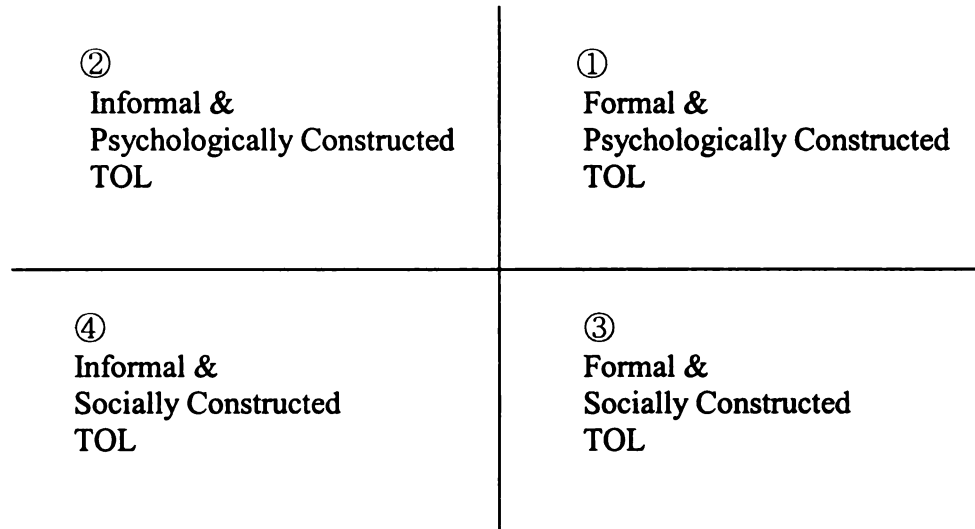 ②
Informal &
Psychologically Constructed
TOL
①
Formal &
Psychologically Constructed
TOL
④
Informal &
Socially Constructed
TOL
③
Formal &
Socially Constructed
TOL